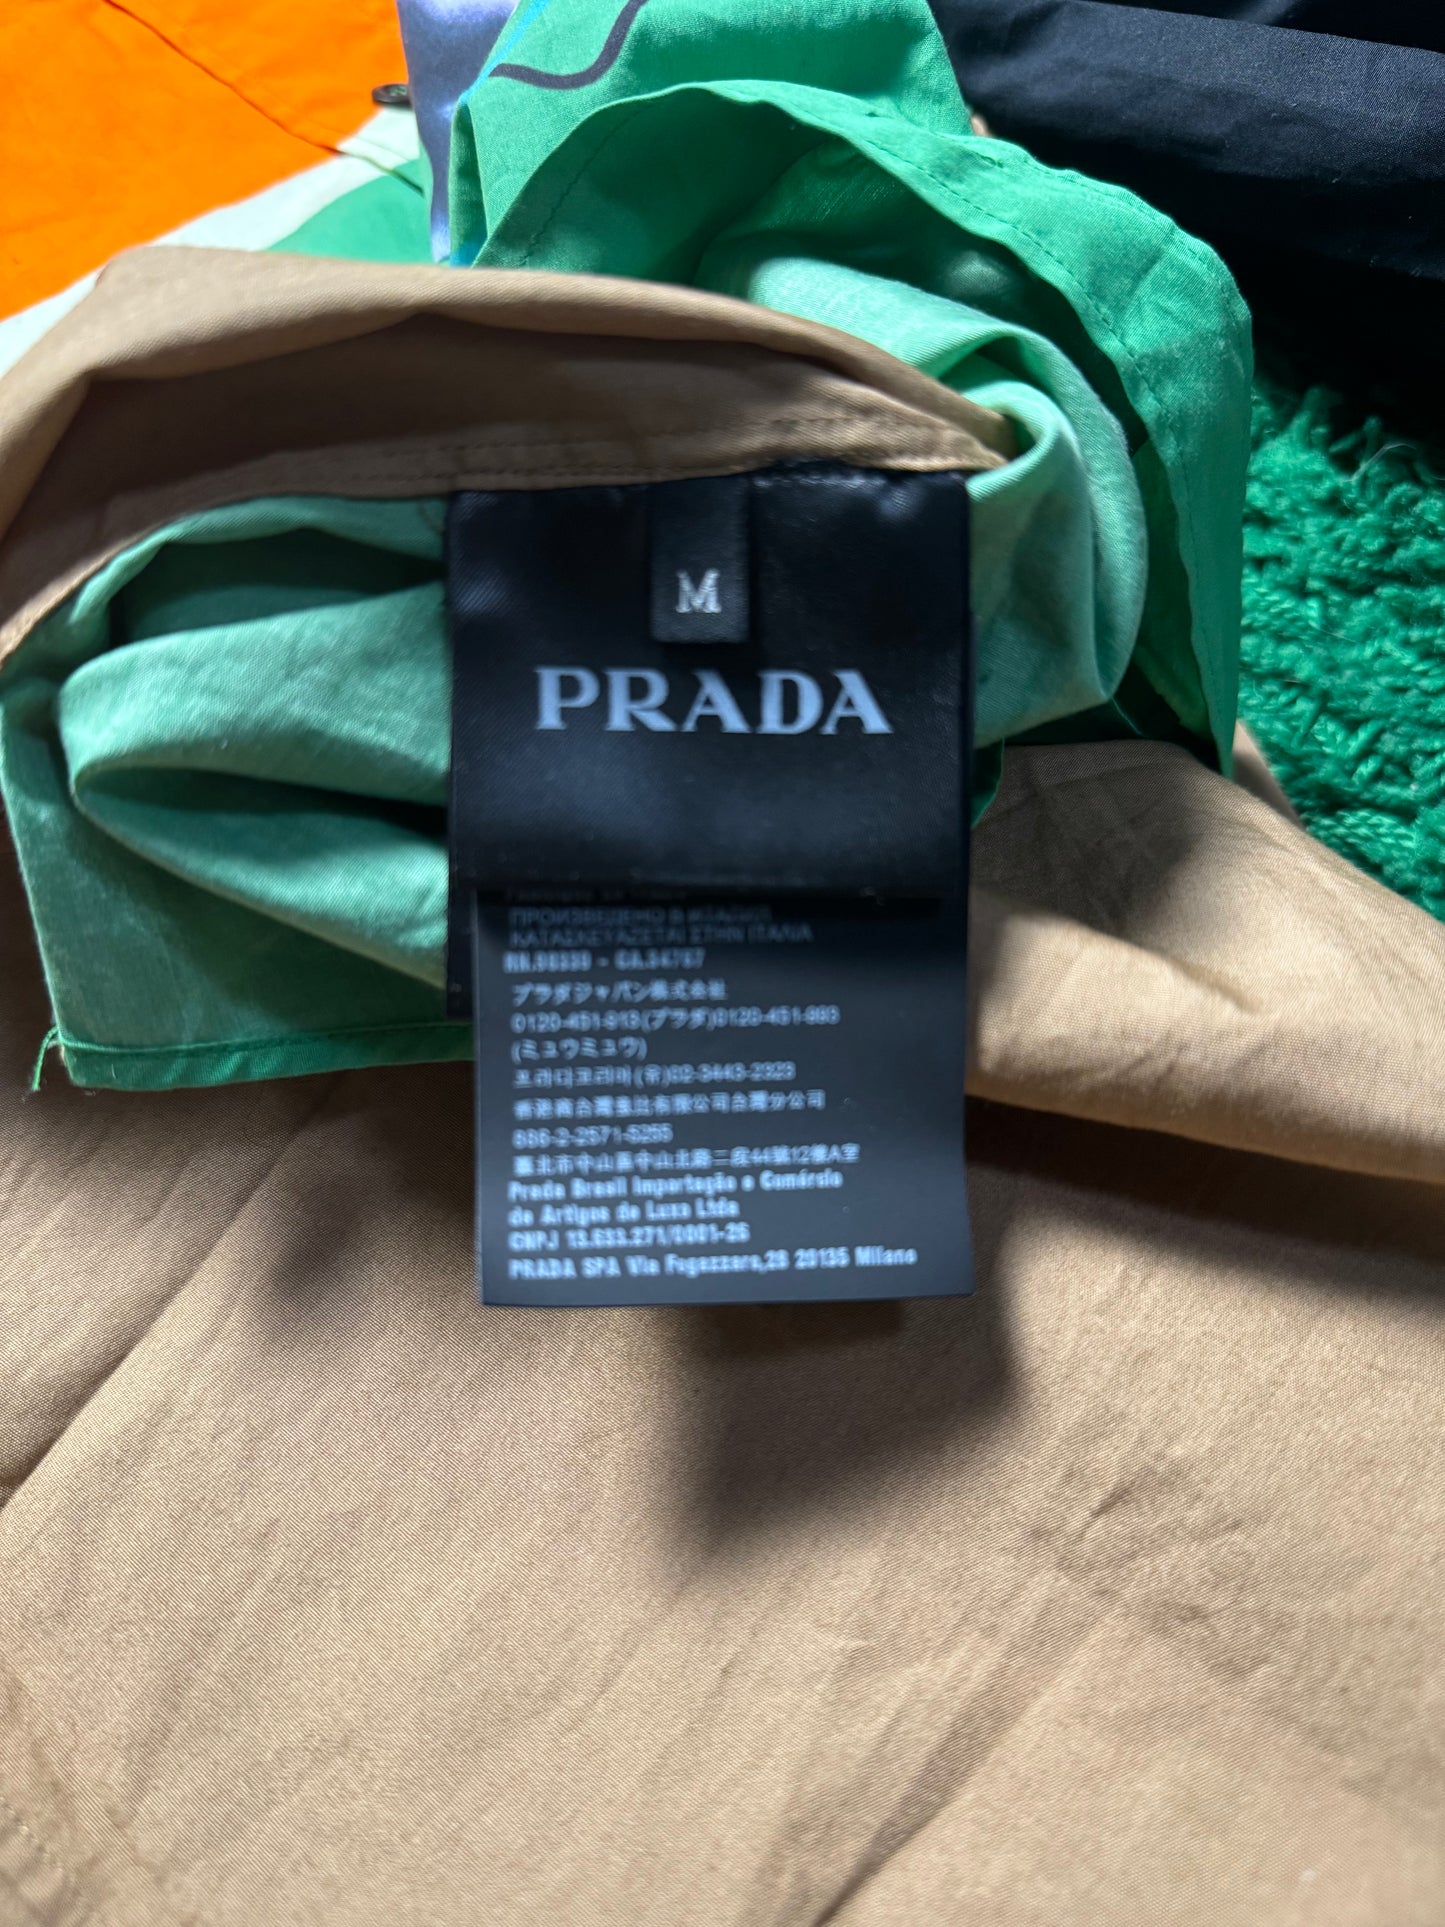 M
PRADA
ПРОИЗВЕДЕНО В ИТАЛИИ
ΚΑΤΑΣΚΕΥΑΖΕΤΑΙ ΣΤΗΝ ΙΤΑΛΙΑ
RN.98339 - CA.34787
プラダジャパン株式会社
0120-451-913(プラダ)0120-451-993
(ミュウミュウ)
프라다코리아(유)02-3443-2323
香港商台灣普拉達有限公司台灣分公司
886-2-2571-5255
臺北市中山區中山北路二段44號12樓A室
Prada Brasil Importação e Comércio
de Artigos de Luxo Ltda
CNPJ 13.633.271/0001-26
PRADA SPA Via Fogazzaro,28 20135 Milano